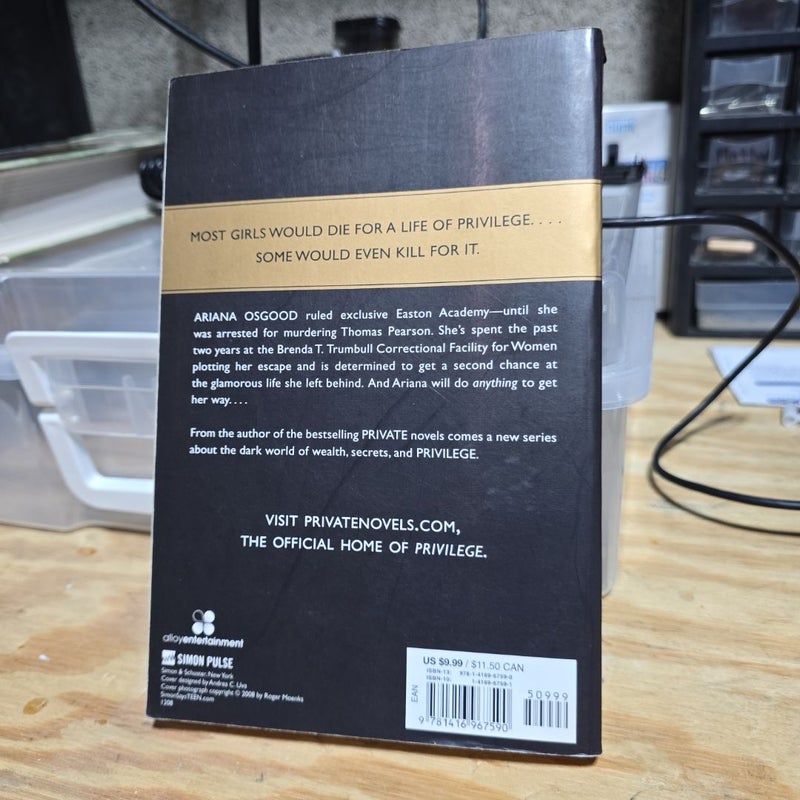 MOST GIRLS WOULD DIE FOR A LIFE OF PRIVILEGE. . . .
SOME WOULD EVEN KILL FOR IT.
ARIANA OSGOOD ruled exclusive Easton Academy—until she
was arrested for murdering Thomas Pearson. She's spent the past
two years at the Brenda T. Trumbull Correctional Facility for Women
plotting her escape and is determined to get a second chance at
the glamorous life she left behind. And Ariana will do anything to get
her way. . . .
From the author of the bestselling PRIVATE novels comes a new series
about the dark world of wealth, secrets, and PRIVILEGE.
VISIT PRIVATENOVELS.COM,
THE OFFICIAL HOME OF PRIVILEGE.
alloyentertainment
SIMON PULSE
Simon & Schuster, New York
Cover designed by Andrea C. Uva
Cover photograph copyright © 2008 by Roger Moenks
SimonSaysTEEN.com
1208
US $9.99 / $11.50 CAN
ISBN-13: 978-1-4169-6759-0
ISBN-10: 1-4169-6759-1
50999
EAN
9 781416 967590